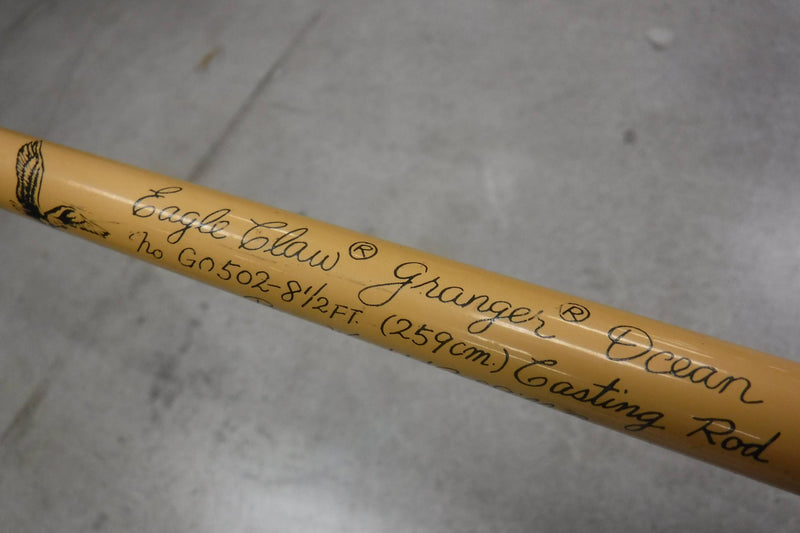 Eagle Claw® Granger® Ocean
No GO502-8½FT. (259cm.) Casting Rod